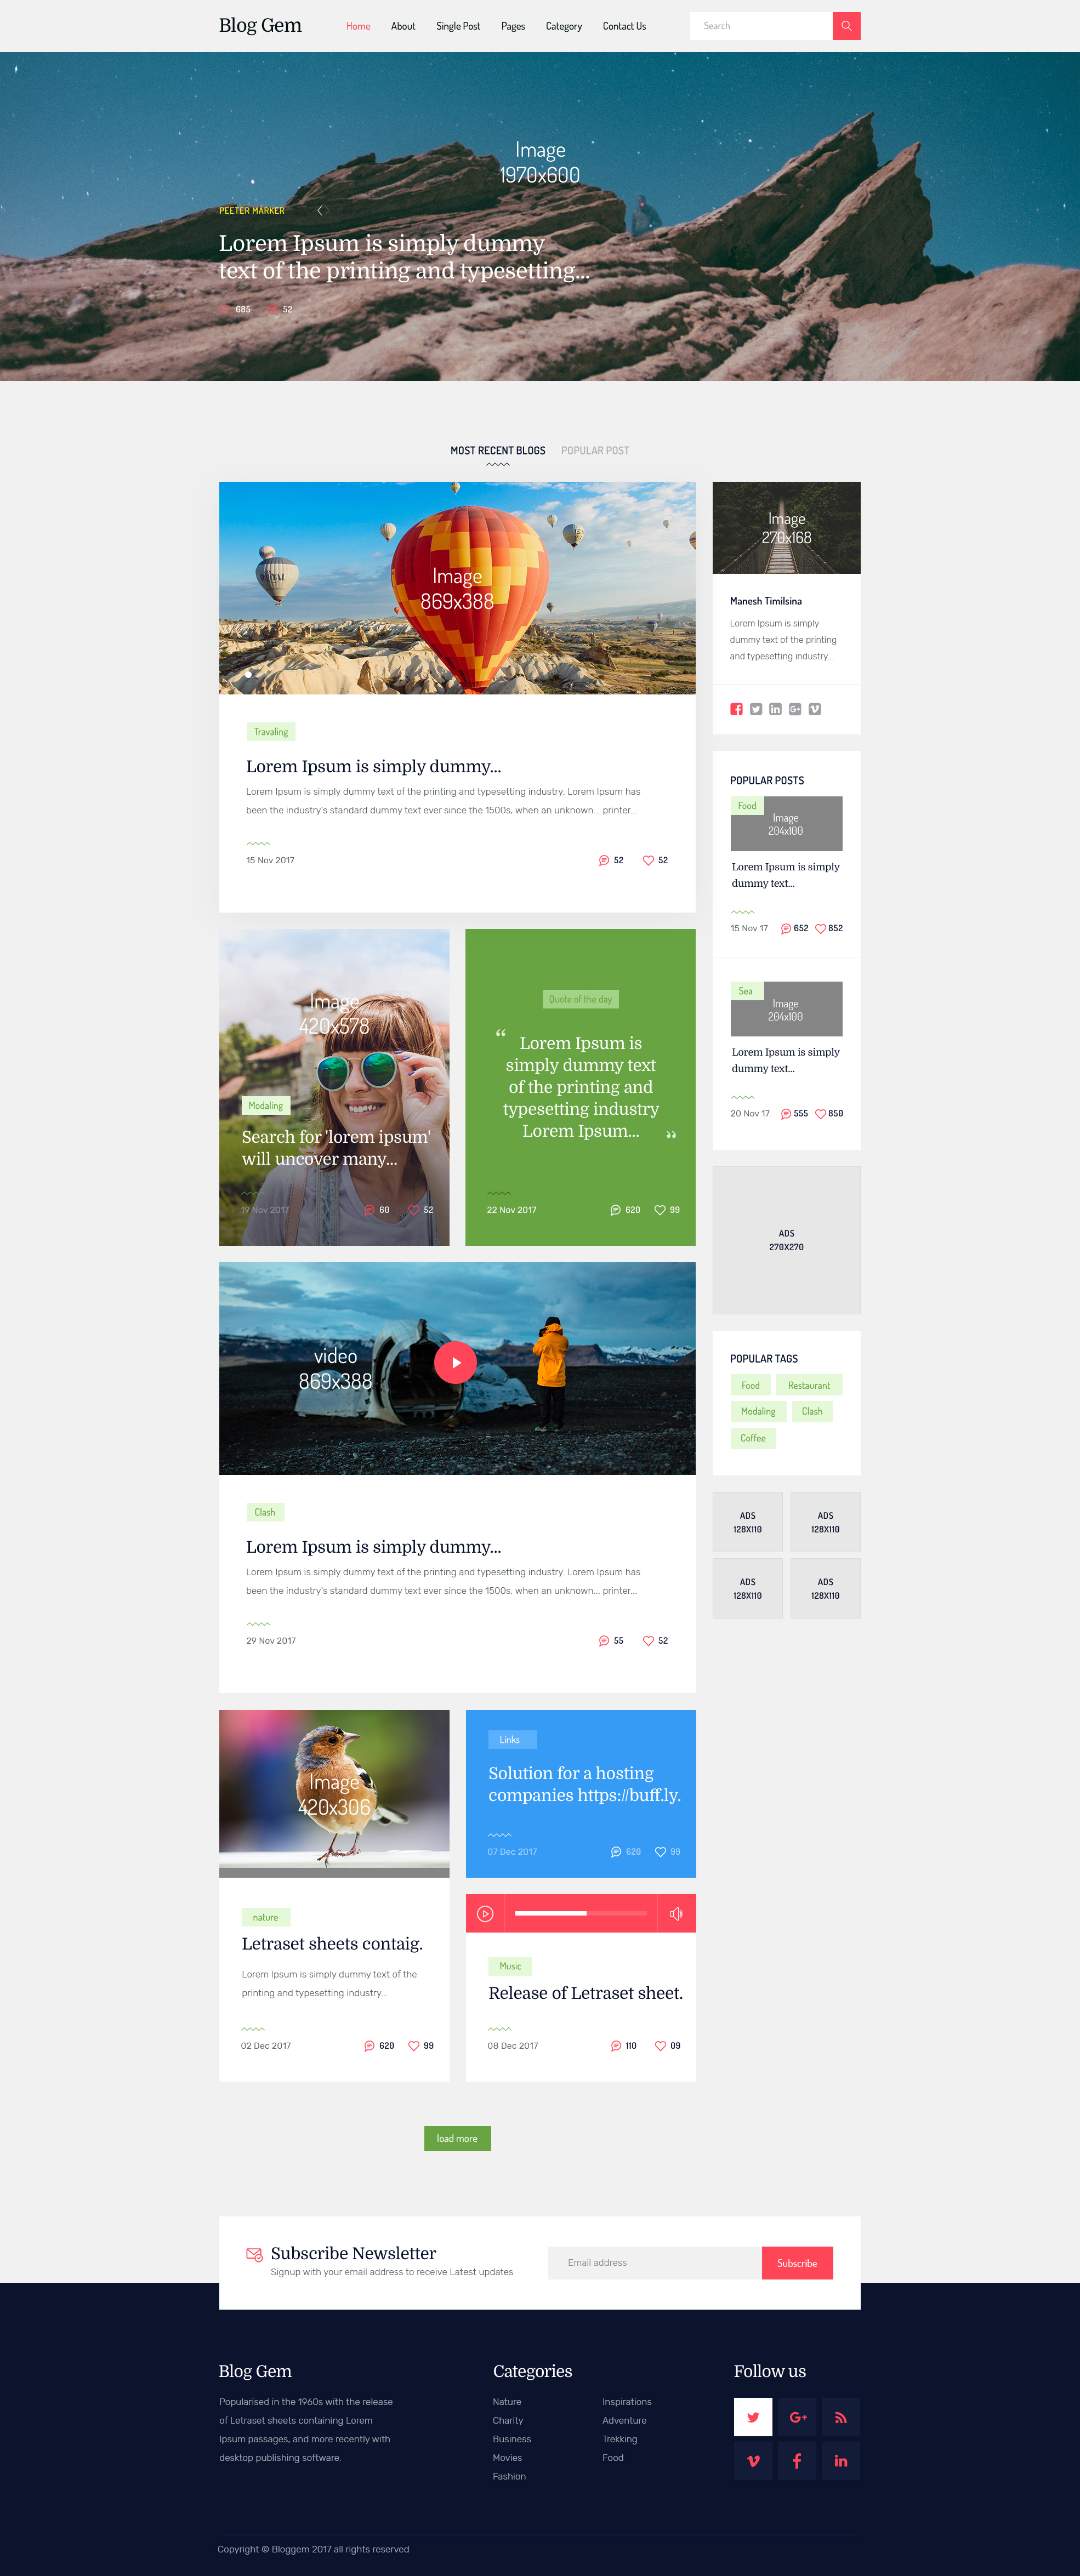 Blog Gem
Home About Single Post Pages Category Contact Us
Search
Image
1970x600
PEETER MARKER
Lorem Ipsum is simply dummy
text of the printing and typesetting...
685 52
MOST RECENT BLOGS POPULAR POST
Image
869x388
Travaling
Lorem Ipsum is simply dummy...
Lorem Ipsum is simply dummy text of the printing and typesetting industry. Lorem Ipsum has
been the industry's standard dummy text ever since the 1500s, when an unknown... printer...
15 Nov 2017 52 52
Image
420x578
Modaling
Search for 'lorem ipsum'
will uncover many...
19 Nov 2017 60 52
Quote of the day
“ Lorem Ipsum is
simply dummy text
of the printing and
typesetting industry
Lorem Ipsum... ”
22 Nov 2017 620 99
video
869x388
Clash
Lorem Ipsum is simply dummy...
Lorem Ipsum is simply dummy text of the printing and typesetting industry. Lorem Ipsum has
been the industry's standard dummy text ever since the 1500s, when an unknown... printer...
29 Nov 2017 55 52
Image
420x306
nature
Letraset sheets contaig.
Lorem Ipsum is simply dummy text of the
printing and typesetting industry...
02 Dec 2017 620 99
Links
Solution for a hosting
companies https://buff.ly.
07 Dec 2017 620 99
Music
Release of Letraset sheet.
08 Dec 2017 110 09
load more
Image
270x168
Manesh Timilsina
Lorem Ipsum is simply
dummy text of the printing
and typesetting industry...
POPULAR POSTS
Food
Image
204x100
Lorem Ipsum is simply
dummy text...
15 Nov 17 652 852
Sea
Image
204x100
Lorem Ipsum is simply
dummy text...
20 Nov 17 555 850
ADS
270X270
POPULAR TAGS
Food Restaurant
Modaling Clash
Coffee
ADS
128X110
ADS
128X110
ADS
128X110
ADS
128X110
Subscribe Newsletter
Signup with your email address to receive Latest updates
Email address
Subscribe
Blog Gem
Popularised in the 1960s with the release
of Letraset sheets containing Lorem
Ipsum passages, and more recently with
desktop publishing software.
Categories
Nature
Charity
Business
Movies
Fashion
Inspirations
Adventure
Trekking
Food
Follow us
Copyright © Bloggem 2017 all rights reserved